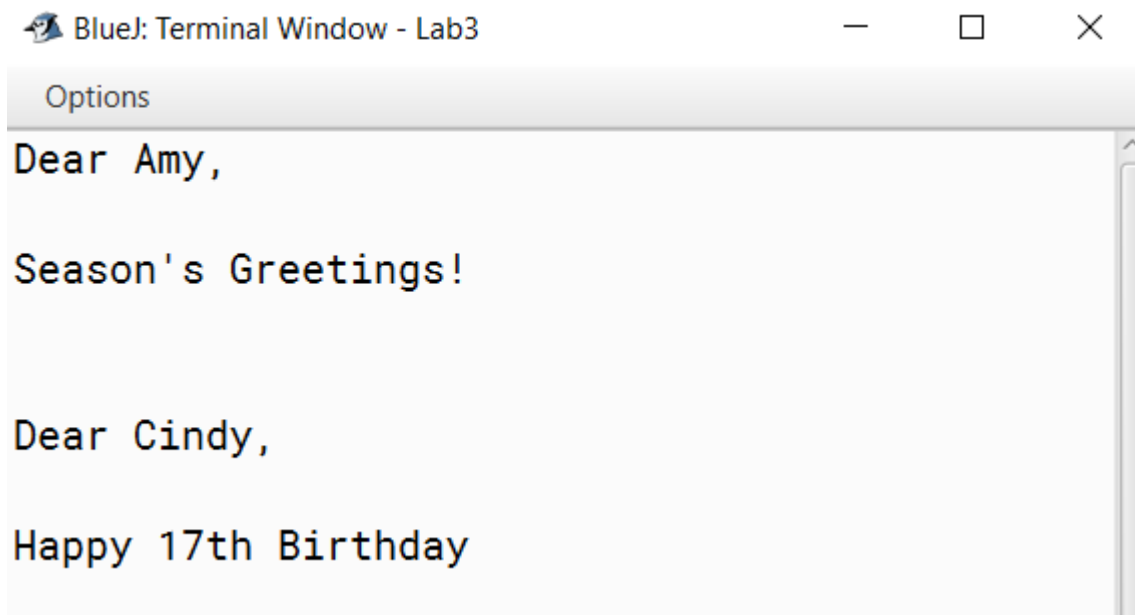 BlueJ: Terminal Window - Lab3
Options
Dear Amy,
Season's Greetings!
Dear Cindy,
Happy 17th Birthday